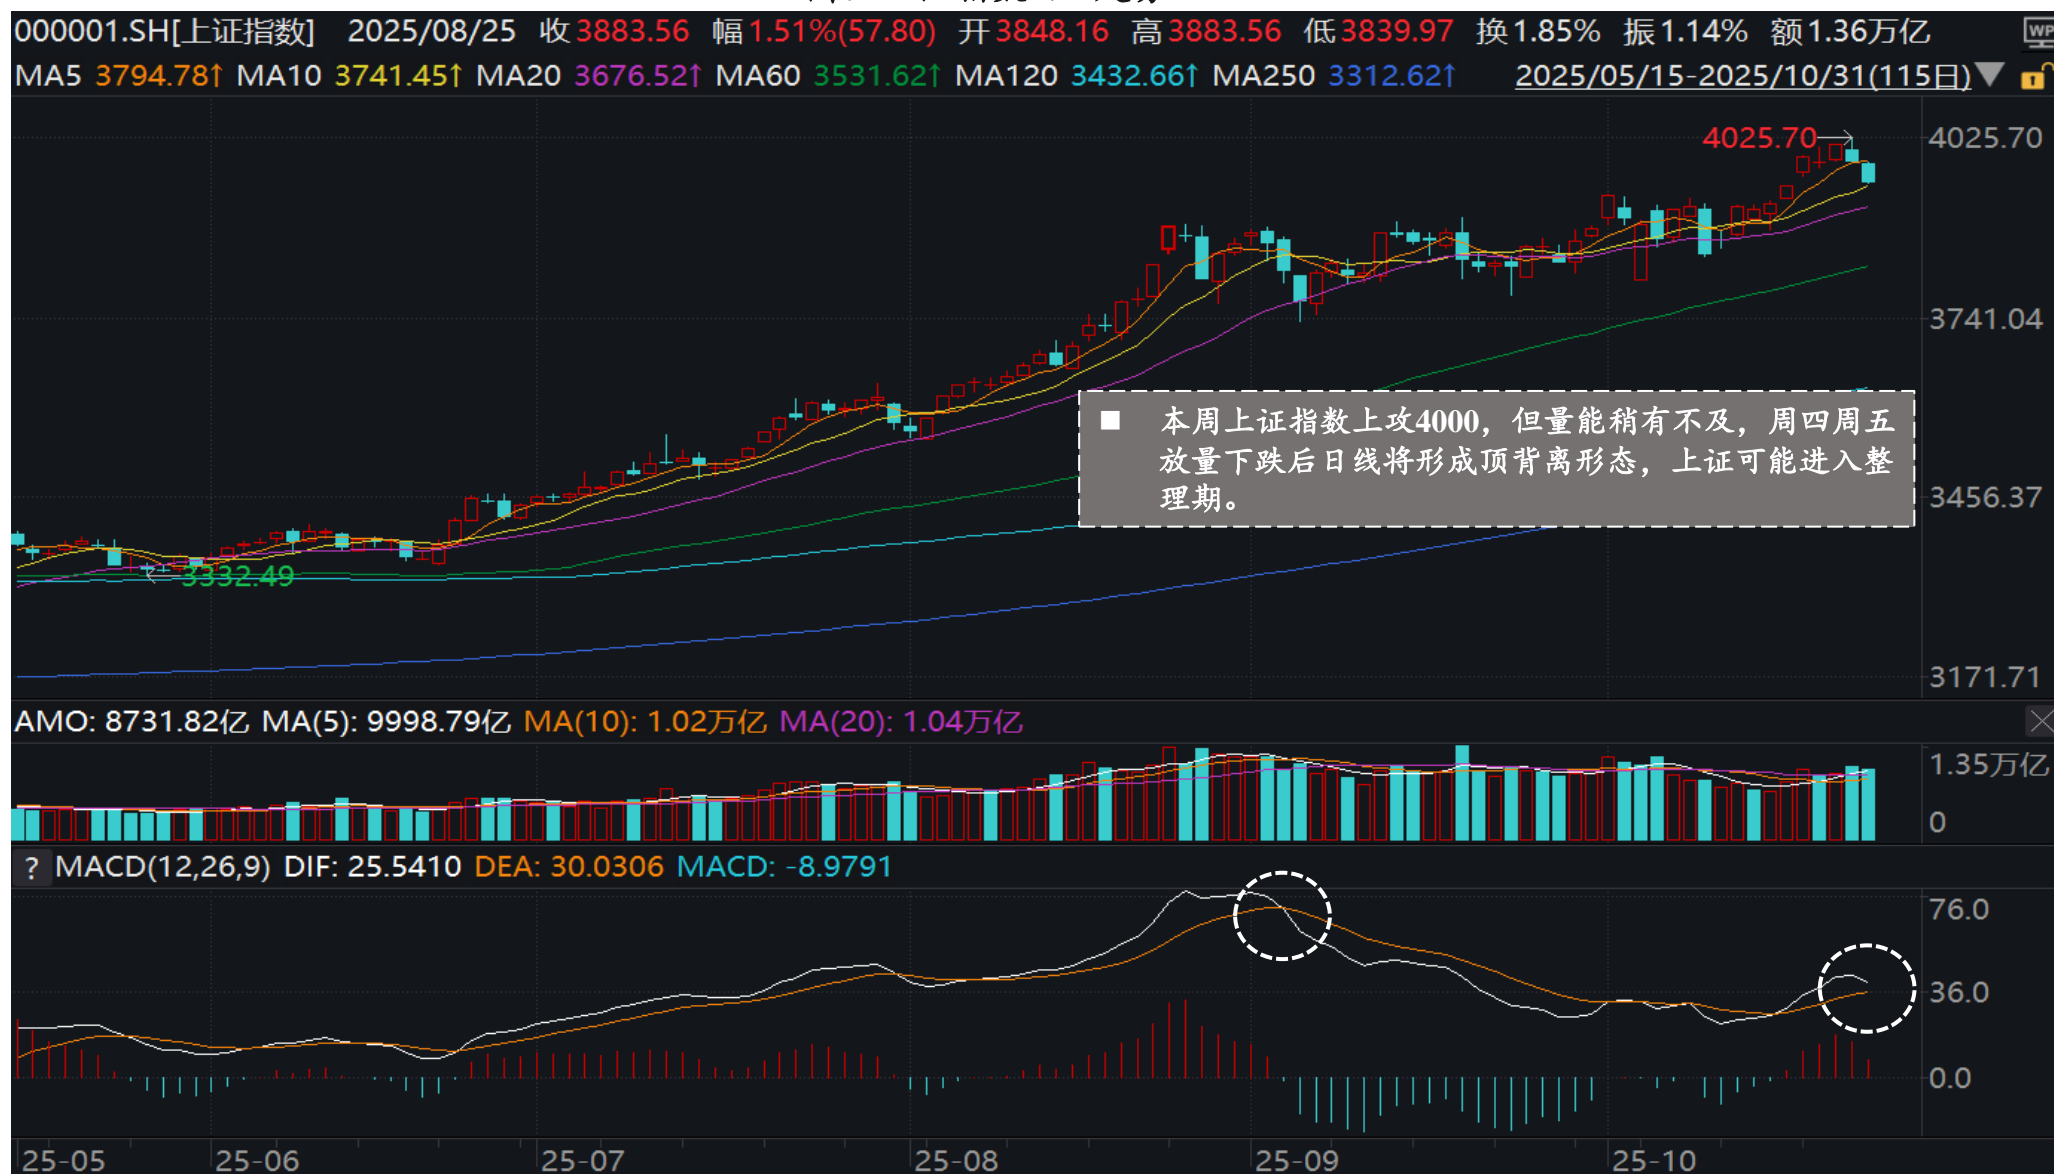 000001.SH[上证指数] 2025/08/25 收3883.56 幅1.51%(57.80) 开3848.16 高3883.56 低3839.97 换1.85% 振1.14% 额1.36万亿
MA5 3794.78↑ MA10 3741.45↑ MA20 3676.52↑ MA60 3531.62↑ MA120 3432.66↑ MA250 3312.62↑ 2025/05/15-2025/10/31(115日)▼
4025.70
4025.70
3741.04
■ 本周上证指数上攻4000，但量能稍有不及，周四周五
放量下跌后日线将形成顶背离形态，上证可能进入整
理期。
3456.37
3332.49
3171.71
AMO: 8731.82亿 MA(5): 9998.79亿 MA(10): 1.02万亿 MA(20): 1.04万亿
1.35万亿
0
? MACD(12,26,9) DIF: 25.5410 DEA: 30.0306 MACD: -8.9791
76.0
36.0
0.0
25-05 25-06 25-07 25-08 25-09 25-10